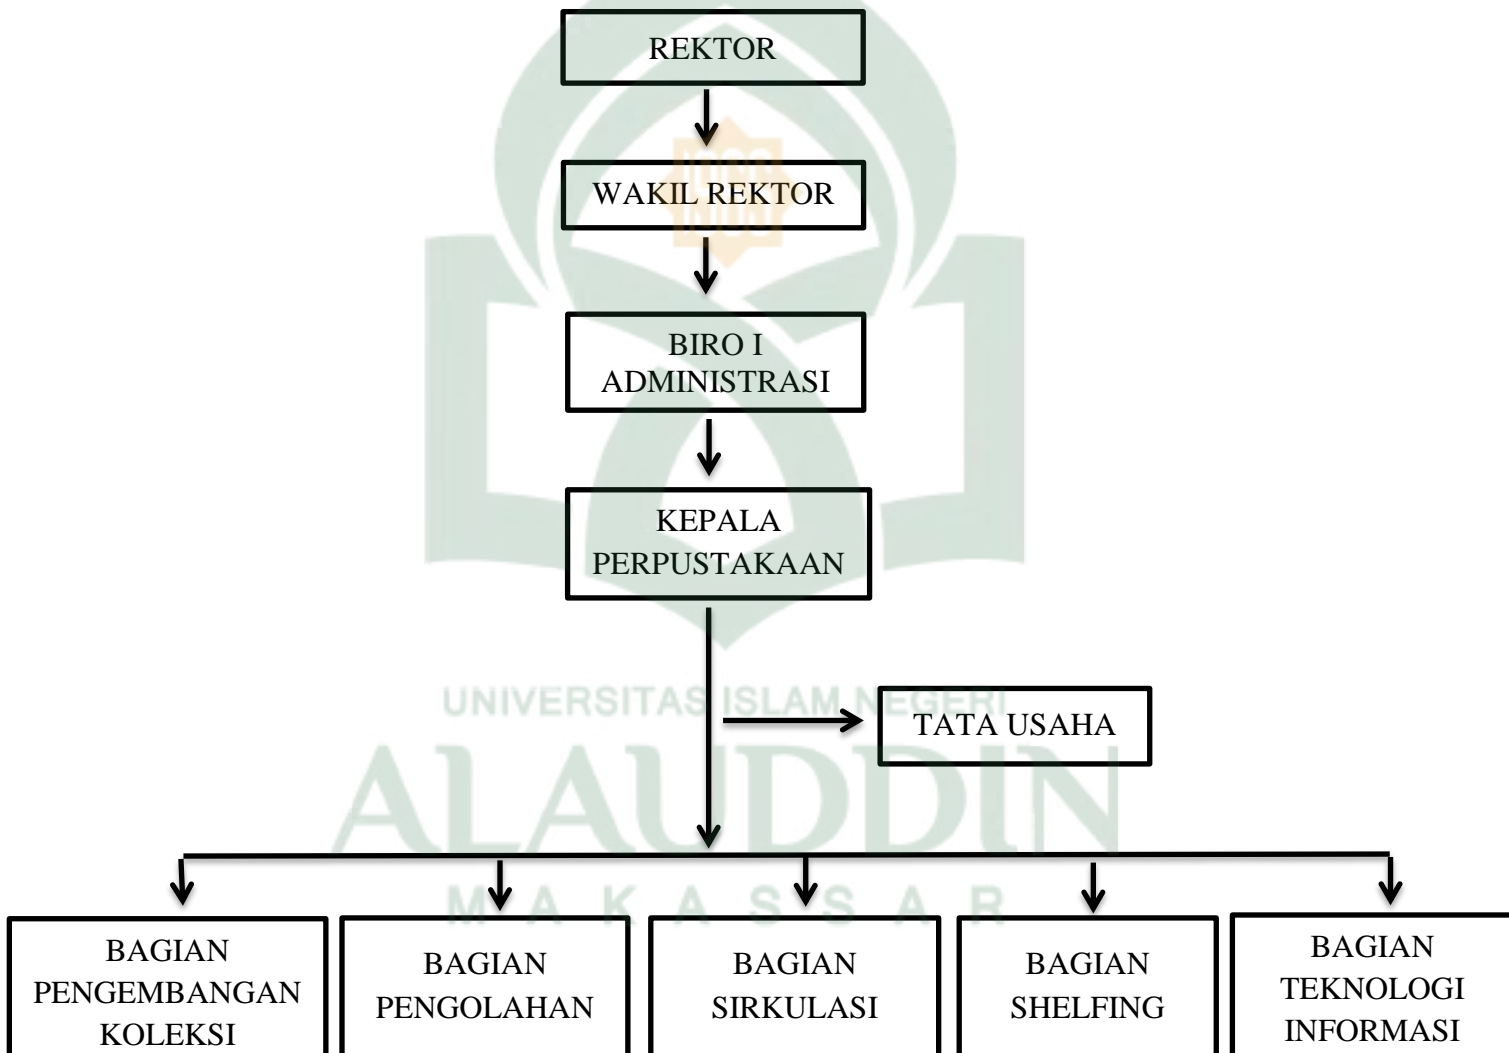 REKTOR
WAKIL REKTOR
BIRO I
ADMINISTRASI
KEPALA
PERPUSTAKAAN
UNIVERSITAS ISLAM NEGERI
TATA USAHA
ALAUDDIN
MAKASSAR
BAGIAN
PENGEMBANGAN
KOLEKSI
BAGIAN
PENGOLAHAN
BAGIAN
SIRKULASI
BAGIAN
SHELFING
BAGIAN
TEKNOLOGI
INFORMASI